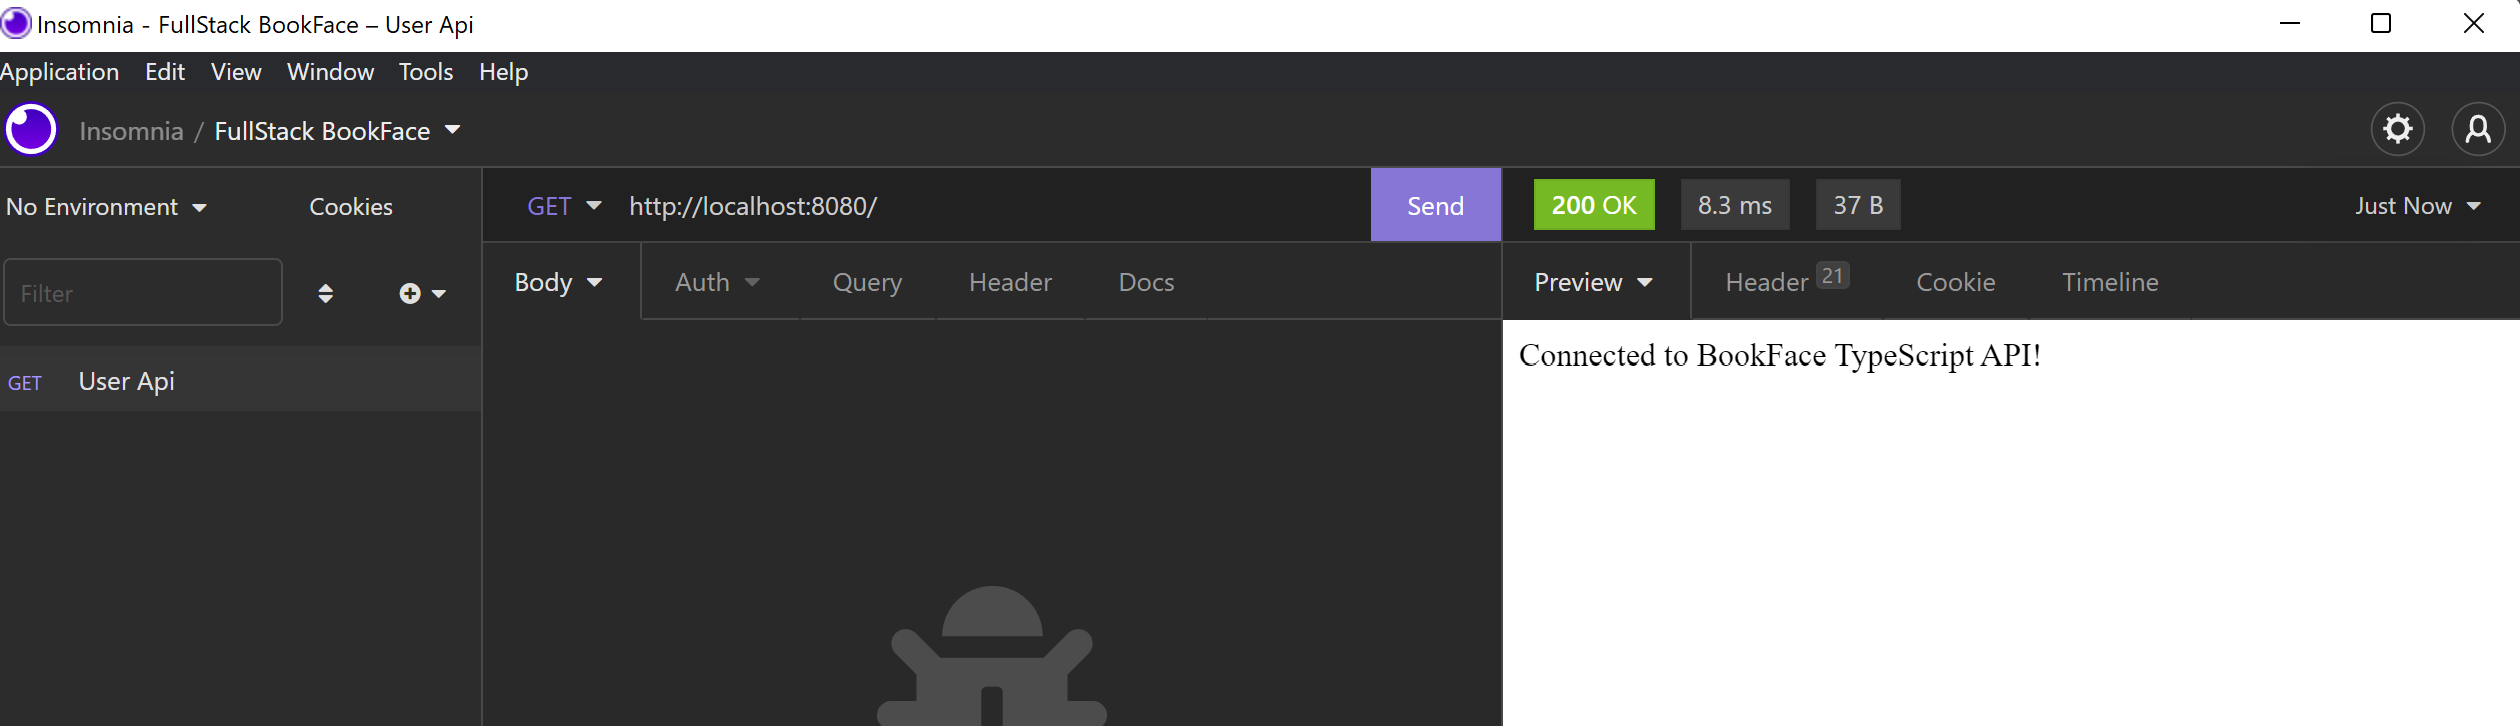 Insomnia - FullStack BookFace – User Api
Application Edit View Window Tools Help
Insomnia / FullStack BookFace
No Environment Cookies
GET http://localhost:8080/ Send
200 OK 8.3 ms 37 B Just Now
Filter
Body Auth Query Header Docs
Preview Header 21 Cookie Timeline
GET User Api
Connected to BookFace TypeScript API!